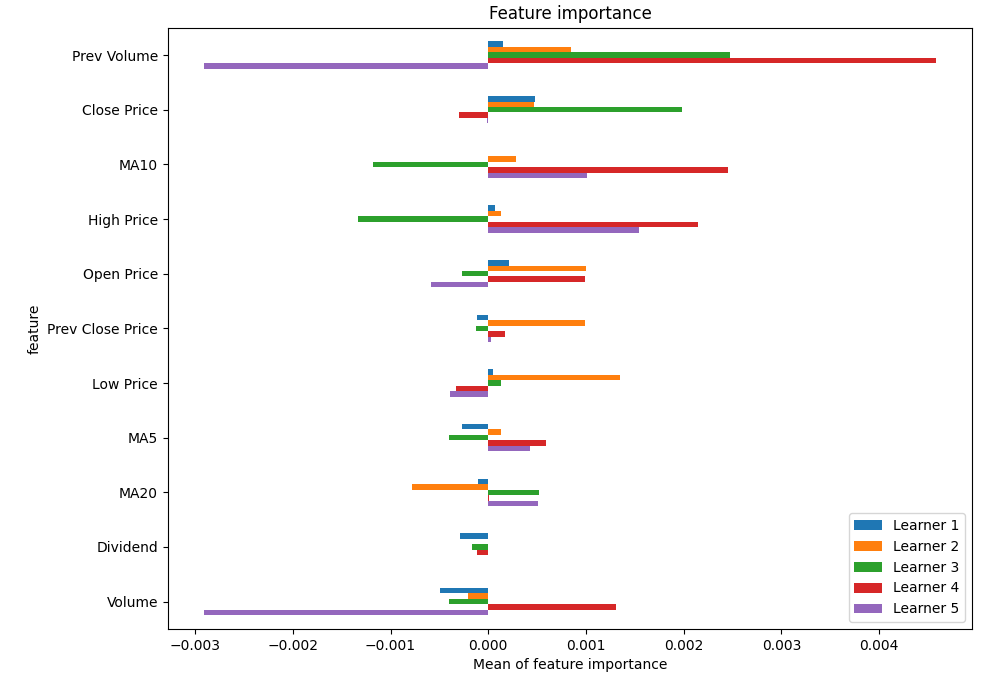 Feature importance
Prev Volume
Close Price
MA10
High Price
Open Price
Prev Close Price
Low Price
MA5
MA20
Dividend
Volume
feature
Learner 1
Learner 2
Learner 3
Learner 4
Learner 5
−0.003 −0.002 −0.001 0.000 0.001 0.002 0.003 0.004
Mean of feature importance